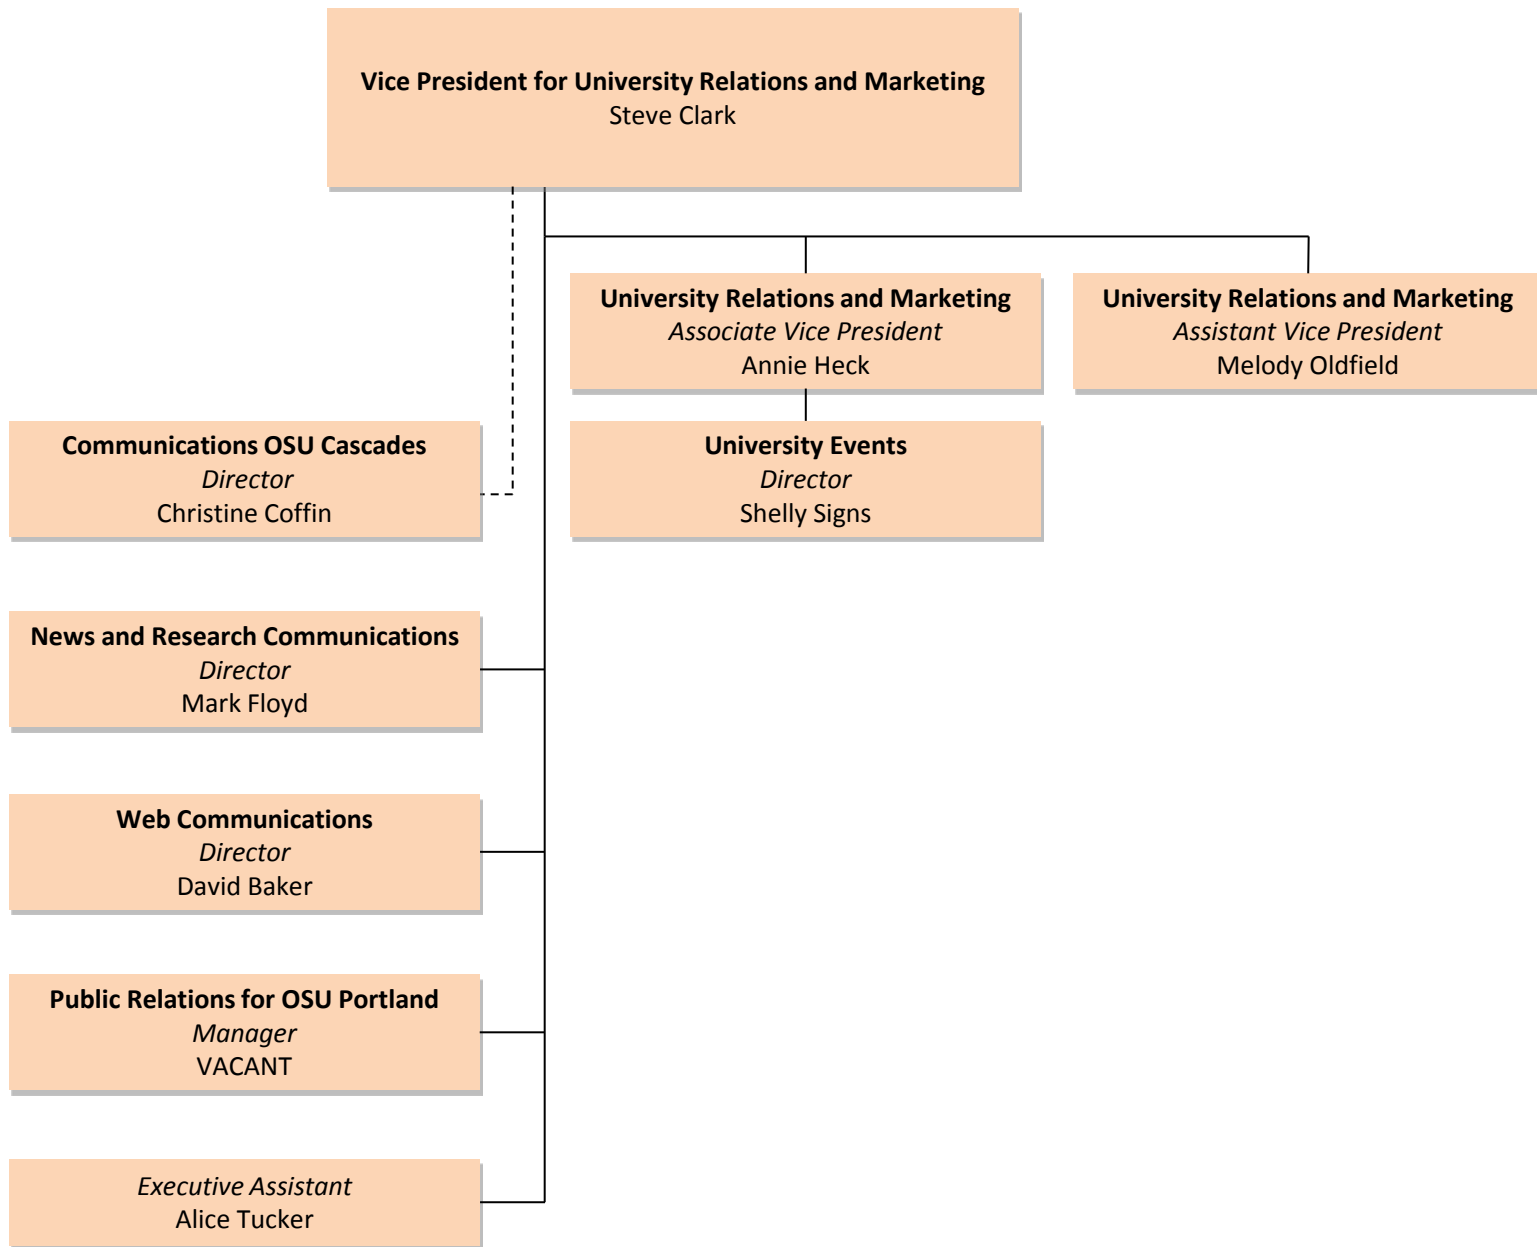 Vice President for University Relations and Marketing
Steve Clark
University Relations and Marketing
Associate Vice President
Annie Heck
University Relations and Marketing
Assistant Vice President
Melody Oldfield
Communications OSU Cascades
Director
Christine Coffin
University Events
Director
Shelly Signs
News and Research Communications
Director
Mark Floyd
Web Communications
Director
David Baker
Public Relations for OSU Portland
Manager
VACANT
Executive Assistant
Alice Tucker